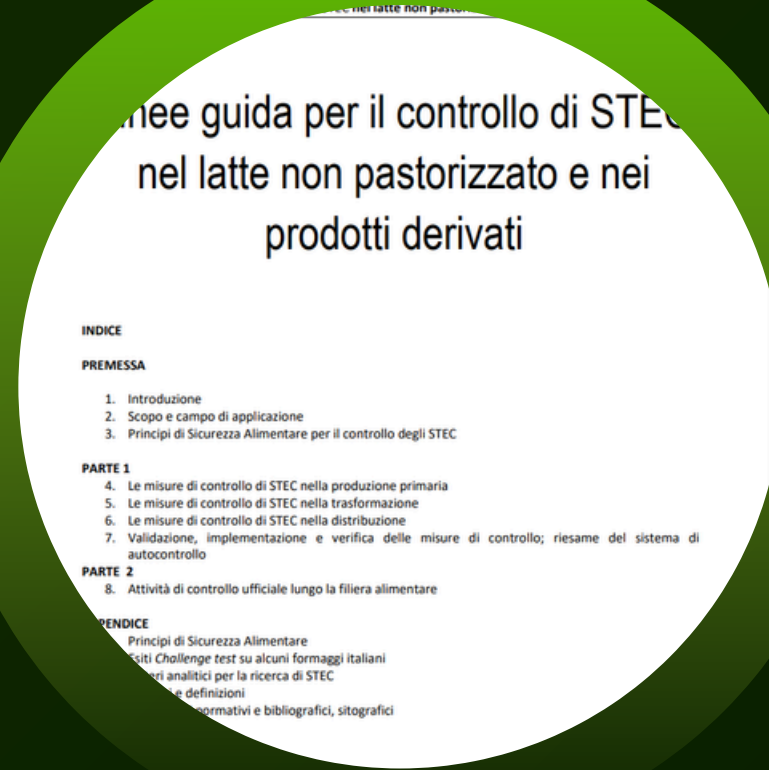 nel latte non
guida per il controllo di
nel latte non pastorizzato e nei
prodotti derivati
INDICE
PREMESSA
1. Introduzione
2. Scopo e campo di applicazione
3. Principi di Sicurezza Alimentare per il controllo degli STEC
PARTE 1
4. Le misure di controllo di STEC nella produzione primaria
5. Le misure di controllo di STEC nella trasformazione
6. Le misure di controllo di STEC nella distribuzione
7. Validazione, implementazione e verifica delle misure di controllo; riesame del sistema di
autocontrollo
PARTE 2
8. Attività di controllo ufficiale lungo la filiera alimentare
Principi di Sicurezza Alimentare
Challenge test su alcuni formaggi italiani
analitici per la ricerca di STEC
e definizioni
normativi e bibliografici, sitografici